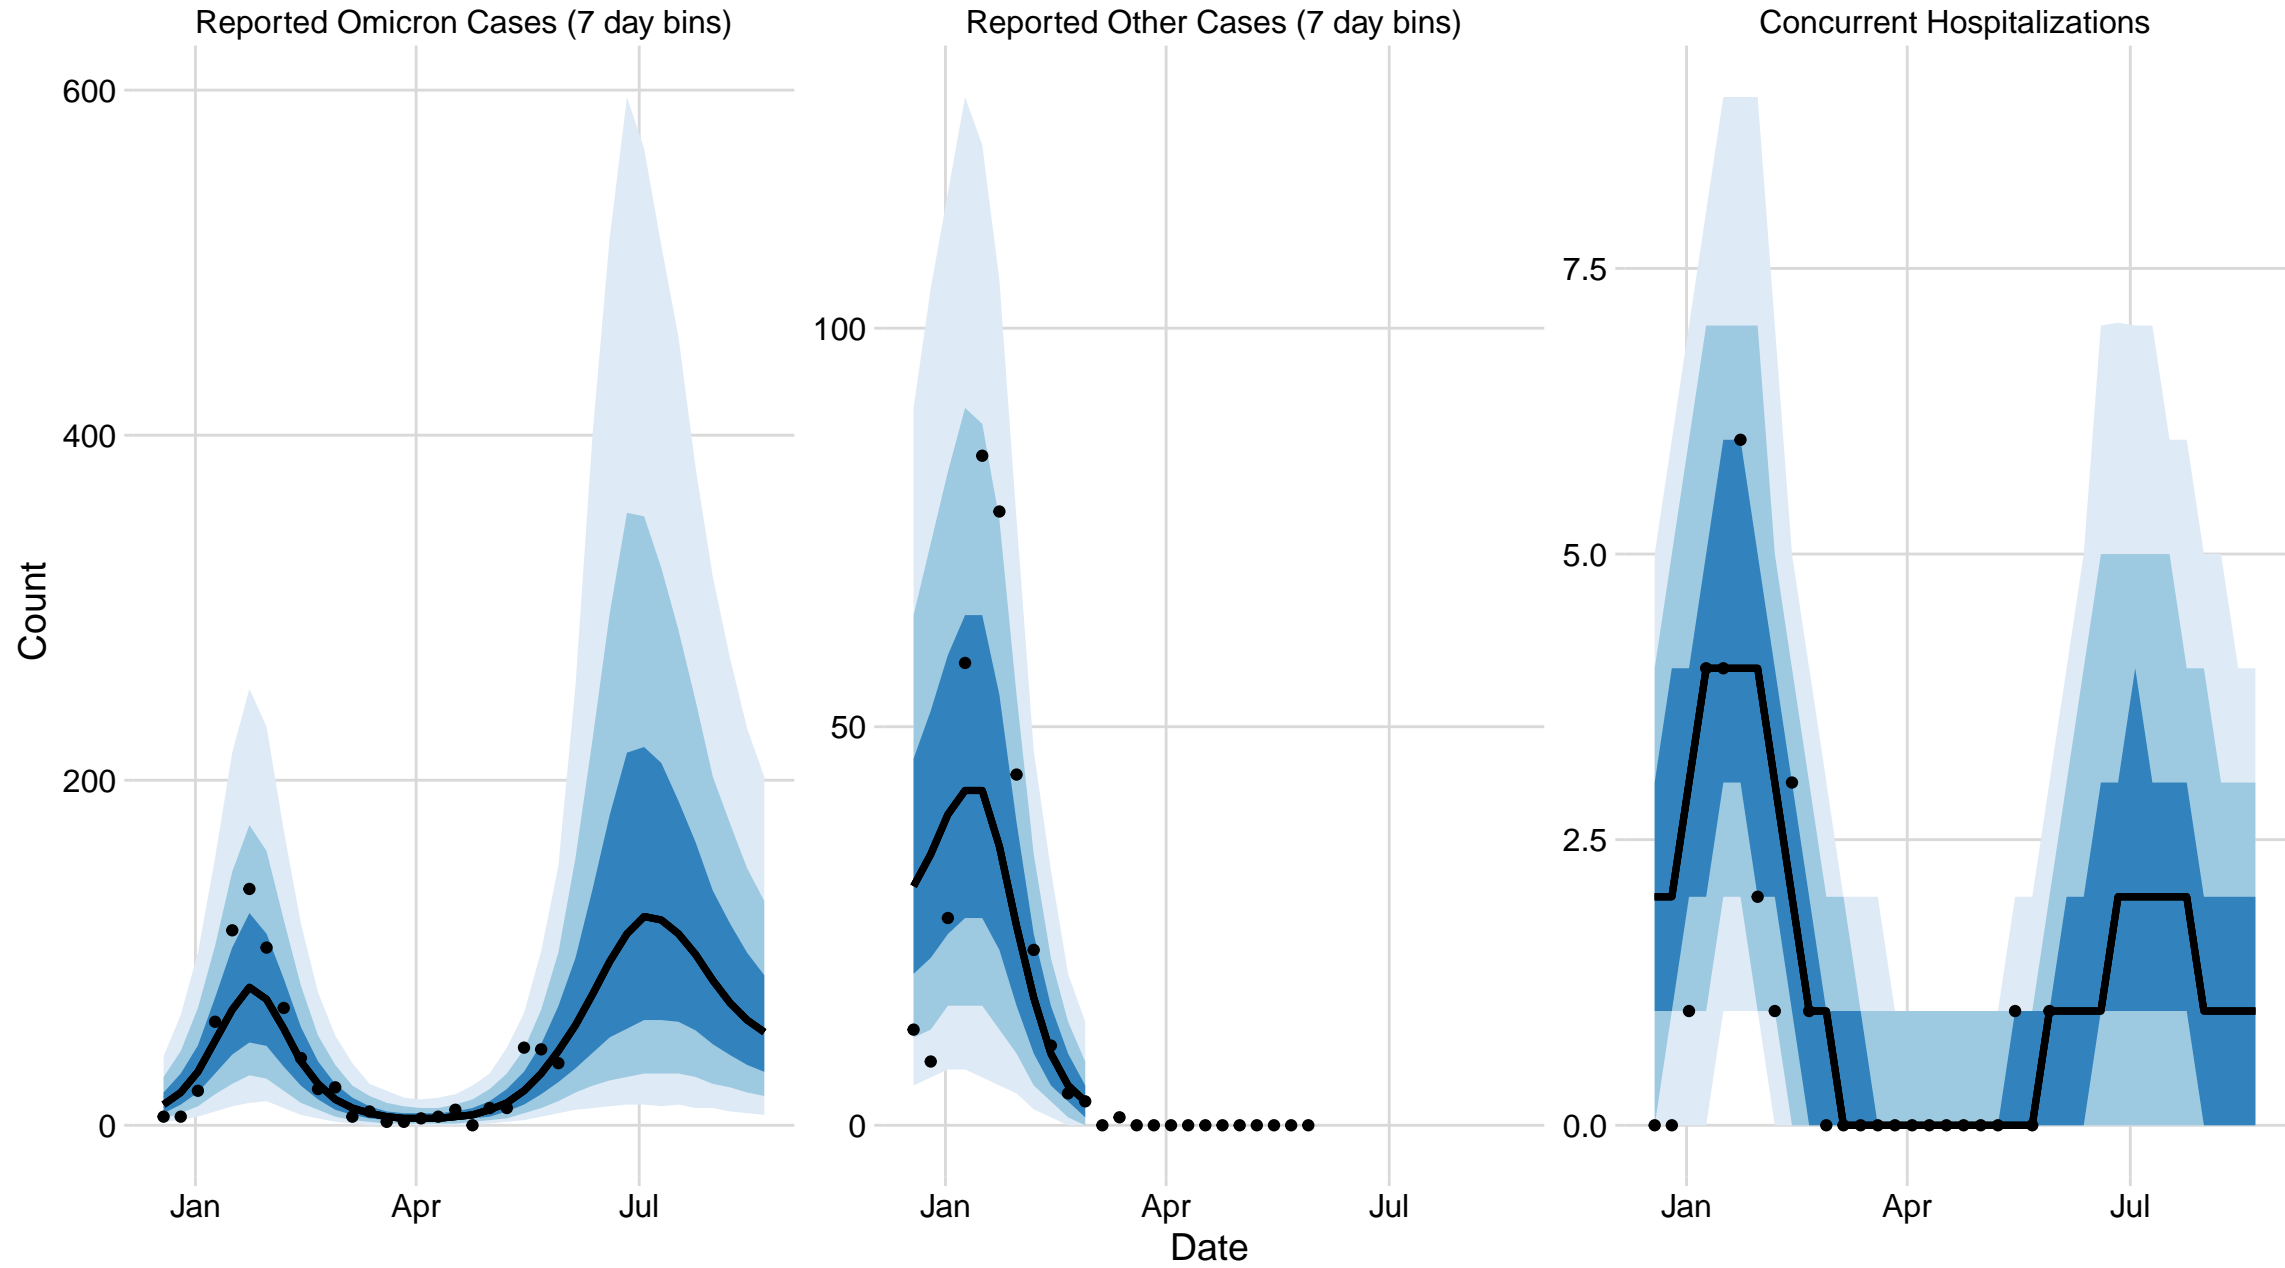 Reported Omicron Cases (7 day bins)
Reported Other Cases (7 day bins)
Concurrent Hospitalizations
Count
600
400
200
0
Jan
Apr
Jul
100
50
0
Jan
Apr
Jul
7.5
5.0
2.5
0.0
Jan
Apr
Jul
Date